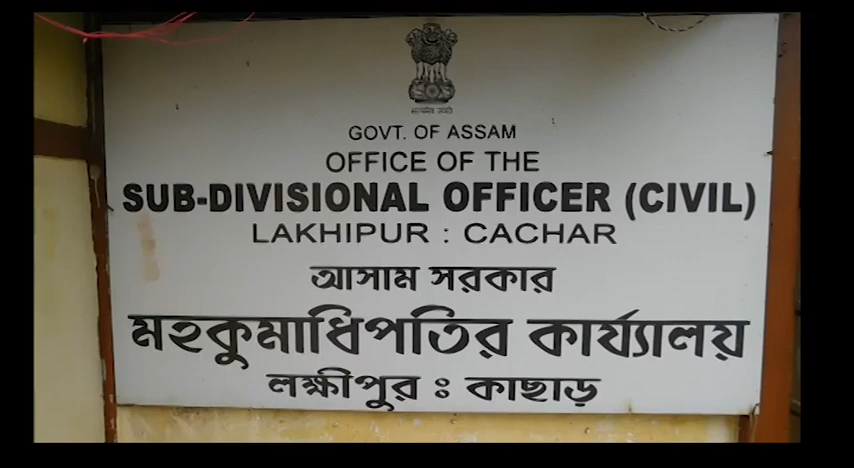 GOVT. OF ASSAM
OFFICE OF THE
SUB-DIVISIONAL OFFICER (CIVIL)
LAKHIPUR : CACHAR
আসাম সরকার
মহকুমাধিপতির কার্য্যালয়
লক্ষীপুর ঃ কাছাড়